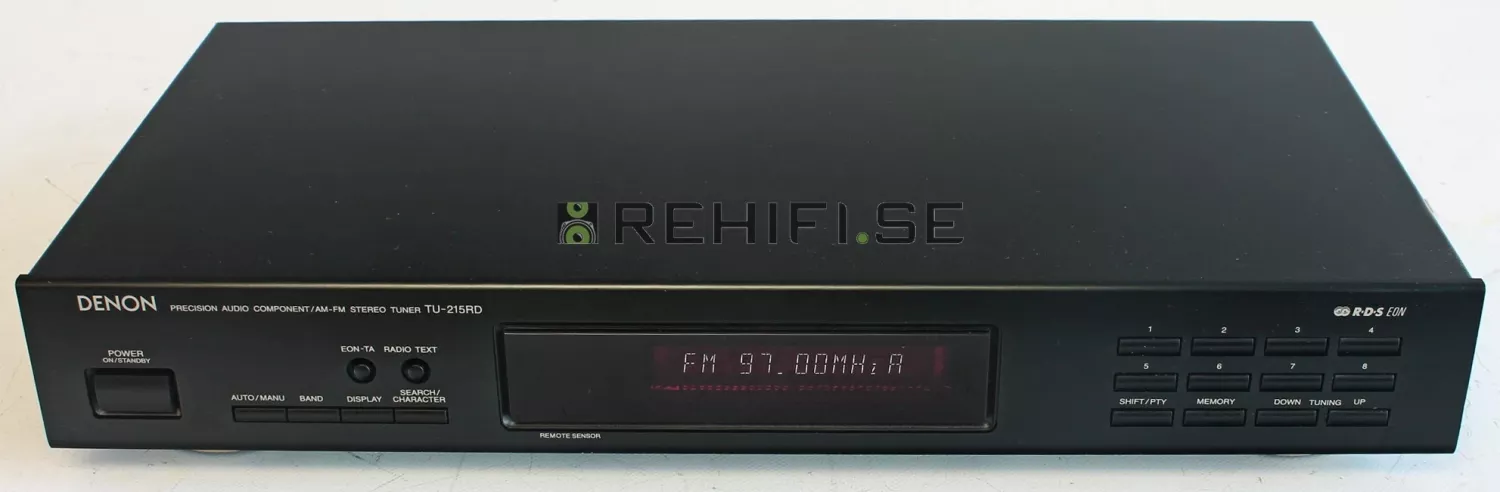 REHIFI.SE
DENON PRECISION AUDIO COMPONENT/AM-FM STEREO TUNER TU-215RD
R·D·S EON
POWER
ON/STANDBY
EON-TA RADIO TEXT
AUTO/MANU BAND DISPLAY SEARCH/
CHARACTER
FM 97.00MHz A
REMOTE SENSOR
1 2 3 4
5 6 7 8
SHIFT/PTY MEMORY DOWN TUNING UP